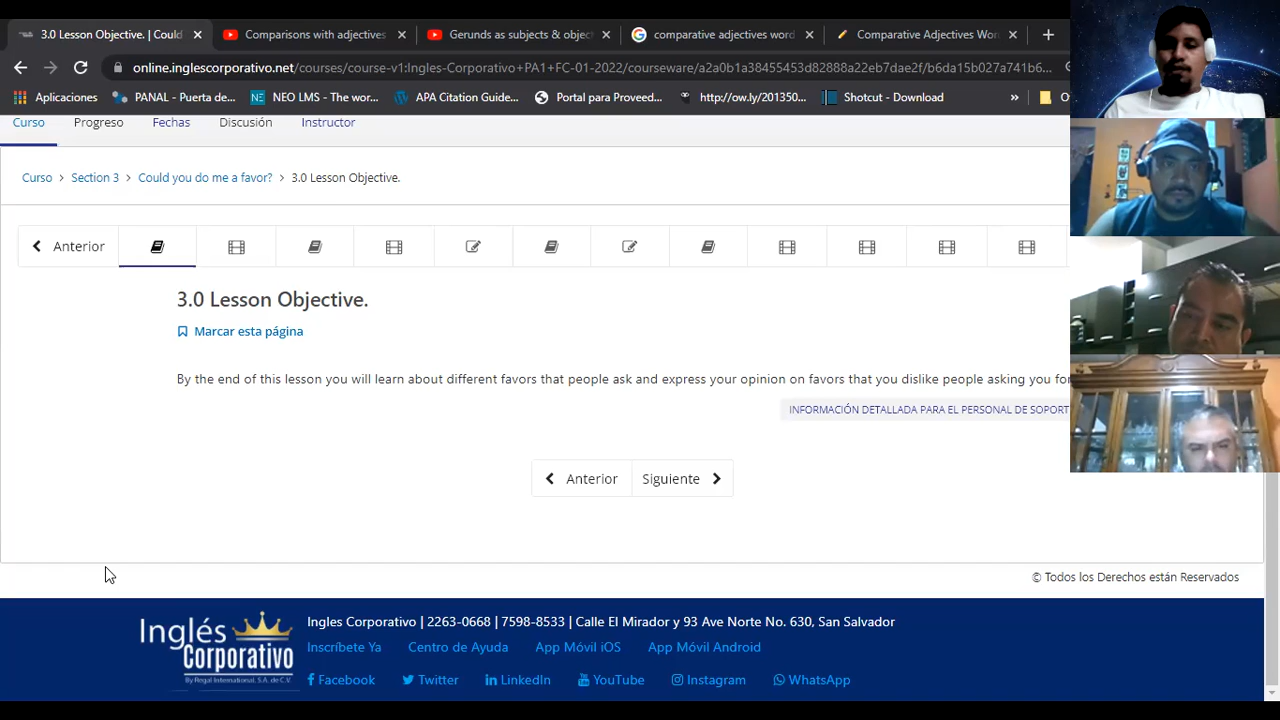 3.0 Lesson Objective. | Could
Comparisons with adjectives
Gerunds as subjects & object
comparative adjectives word
Comparative Adjectives Wor
online.inglescorporativo.net/courses/course-v1:Ingles-Corporativo+PA1+FC-01-2022/courseware/a2a0b1a38455453d82888a22eb7dae2f/b6da15b027a741b6...
Aplicaciones
PANAL - Puerta de...
NEO LMS - The wor...
APA Citation Guide...
Portal para Proveed...
http://ow.ly/201350...
Shotcut - Download
»
Curso
Progreso
Fechas
Discusión
Instructor
Curso > Section 3 > Could you do me a favor? > 3.0 Lesson Objective.
Anterior
3.0 Lesson Objective.
Marcar esta página
By the end of this lesson you will learn about different favors that people ask and express your opinion on favors that you dislike people asking you for
INFORMACIÓN DETALLADA PARA EL PERSONAL DE SOPORT
Anterior
Siguiente
© Todos los Derechos están Reservados
Inglés
Corporativo
By Regal International, S.A. de C.V.
Ingles Corporativo | 2263-0668 | 7598-8533 | Calle El Mirador y 93 Ave Norte No. 630, San Salvador
Inscríbete Ya
Centro de Ayuda
App Móvil iOS
App Móvil Android
Facebook
Twitter
LinkedIn
YouTube
Instagram
WhatsApp